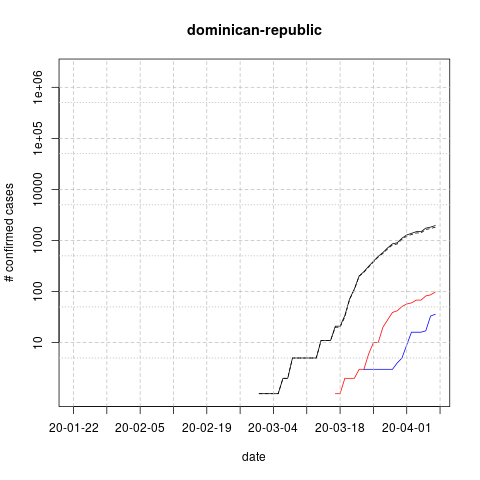 dominican-republic
# confirmed cases
1e+06
1e+05
10000
1000
100
10
20-01-22 20-02-05 20-02-19 20-03-04 20-03-18 20-04-01
date